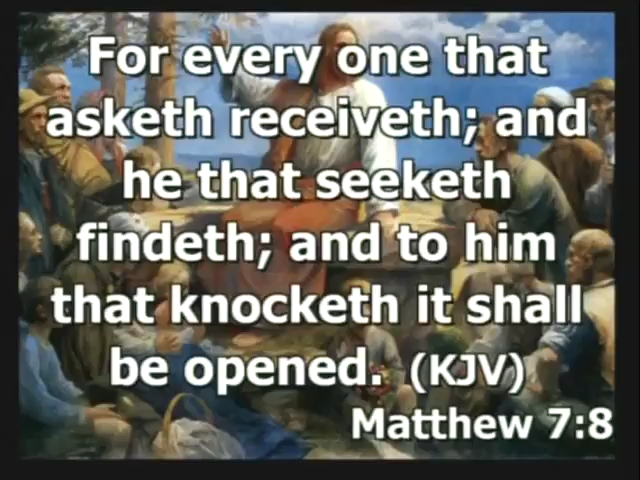 For every one that
asketh receiveth; and
he that seeketh
findeth; and to him
that knocketh it shall
be opened. (KJV)
Matthew 7:8